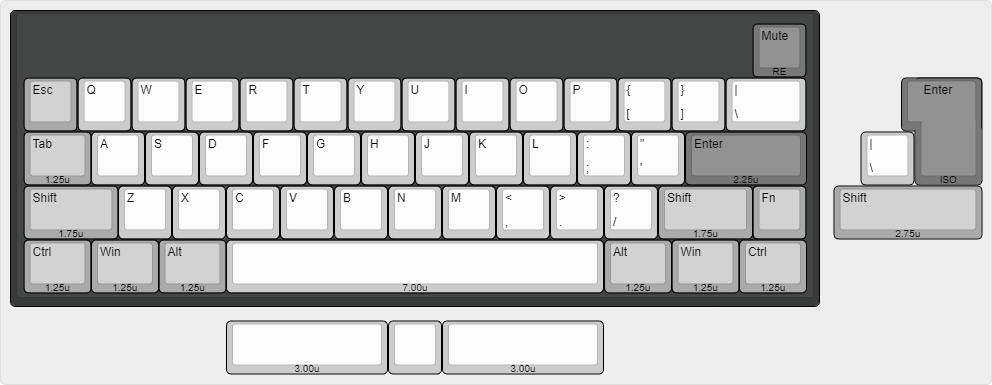 Mute
RE
Esc Q W E R T Y U I O P { } | Enter
[ ] \
Tab A S D F G H J K L : " Enter |
; ' \
1.25u 2.25u ISO
Shift Z X C V B N M < > ? Shift Fn Shift
, . /
1.75u 1.75u 2.75u
Ctrl Win Alt Alt Win Ctrl
1.25u 1.25u 1.25u 7.00u 1.25u 1.25u 1.25u
3.00u 3.00u